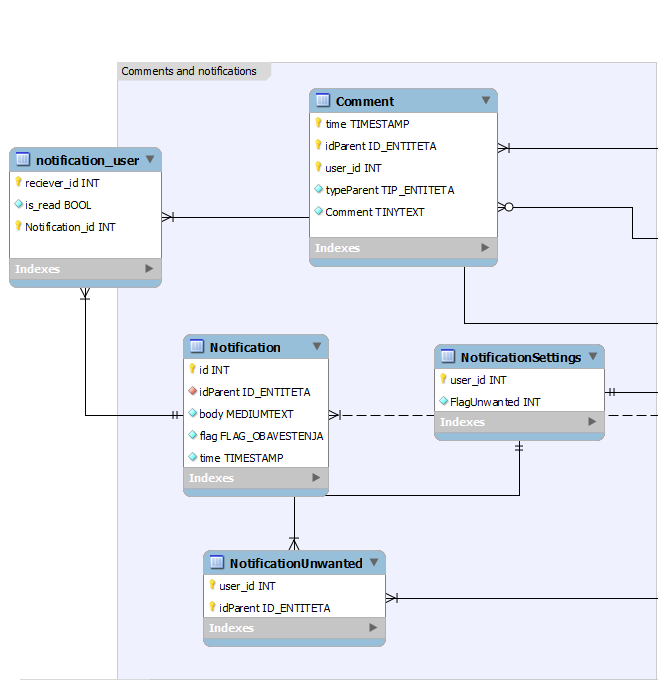 Comments and notifications
Comment
time TIMESTAMP
idParent ID_ENTITETA
user_id INT
typeParent TIP_ENTITETA
Comment TINYTEXT
Indexes
notification_user
reciever_id INT
is_read BOOL
Notification_id INT
Indexes
Notification
id INT
idParent ID_ENTITETA
body MEDIUMTEXT
flag FLAG_OBAVESTENJA
time TIMESTAMP
Indexes
NotificationSettings
user_id INT
FlagUnwanted INT
Indexes
NotificationUnwanted
user_id INT
idParent ID_ENTITETA
Indexes